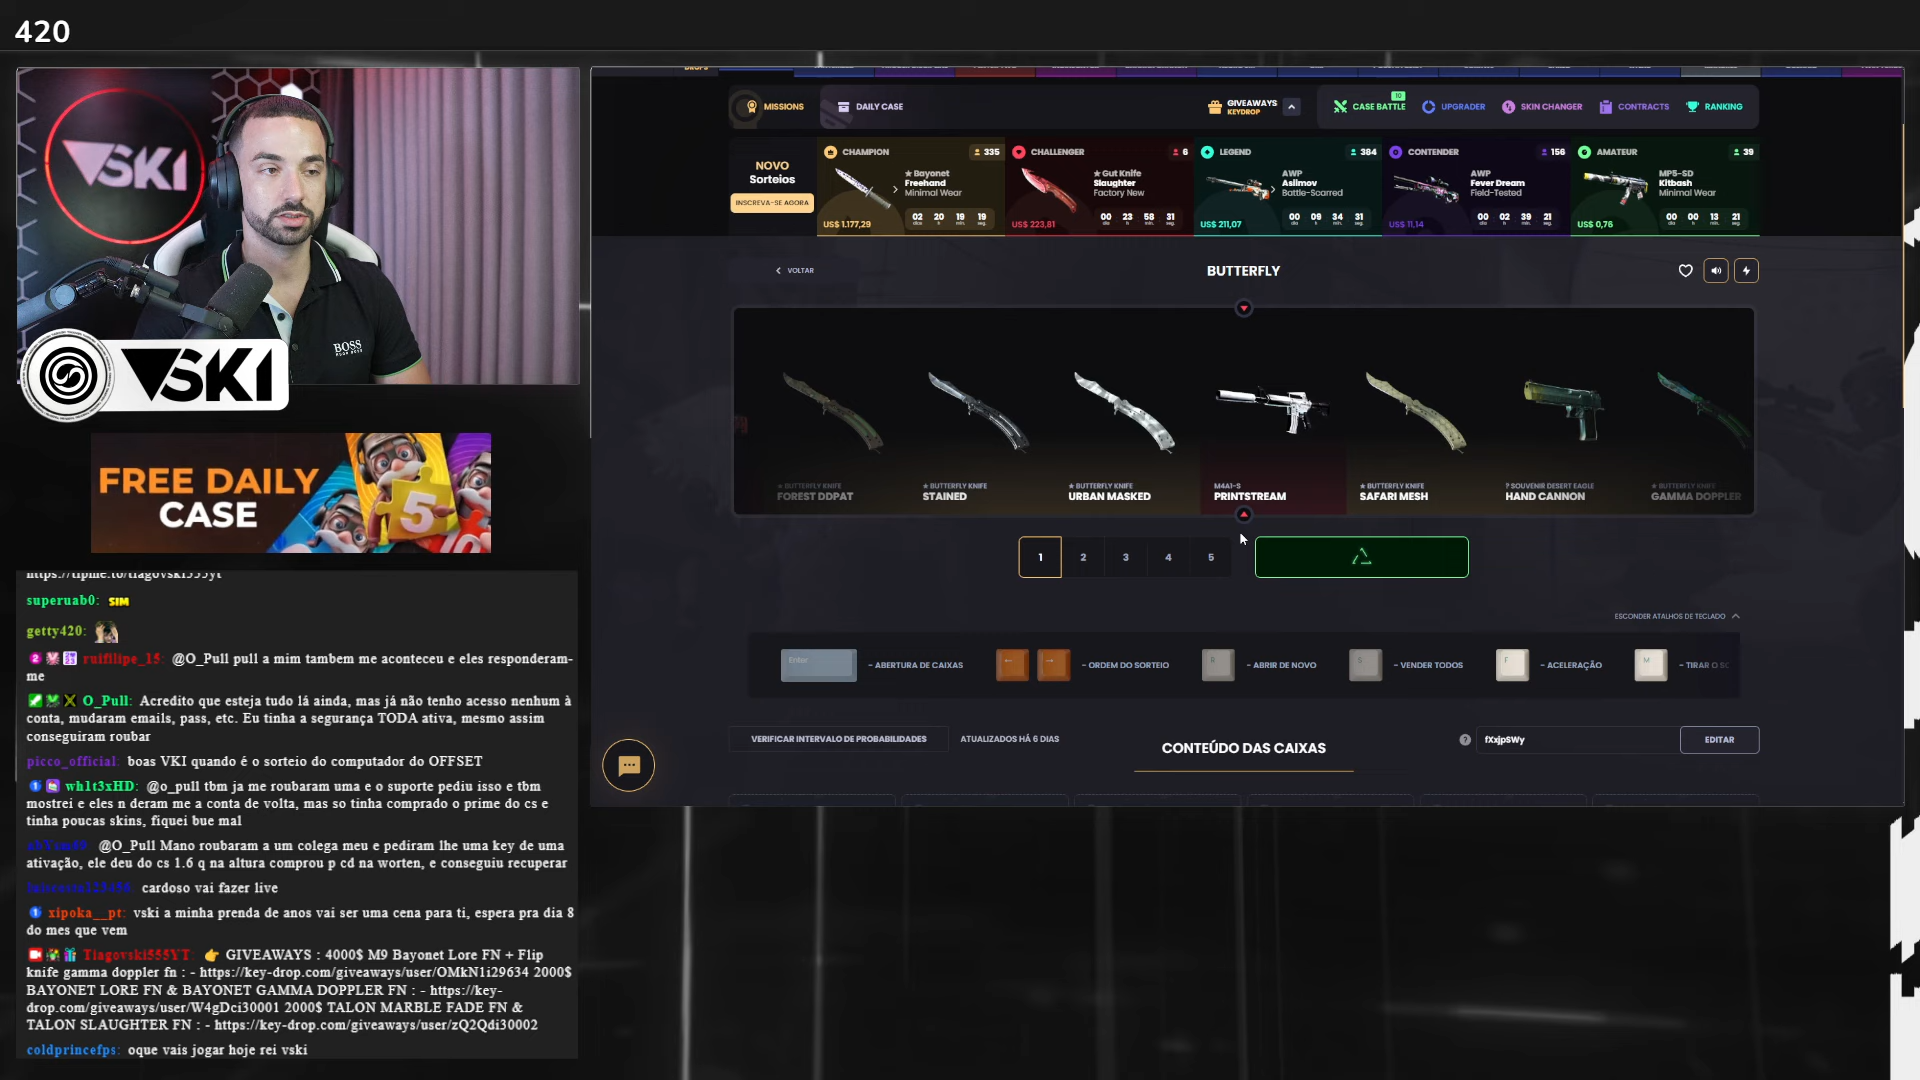 420
VSKI
BOSS
HUGO BOSS
VSKI
FREE DAILY
CASE
5
10
https://tipme.to/tiagovski555yt
superuab0: SIM
getty420:
ruifilipe_15: @O_Pull pull a mim tambem me aconteceu e eles responderam-
me
O_Pull: Acredito que esteja tudo lá ainda, mas já não tenho acesso nenhum à
conta, mudaram emails, pass, etc. Eu tinha a segurança TODA ativa, mesmo assim
conseguiram roubar
picco_official: boas VKI quando é o sorteio do computador do OFFSET
wh1t3xHD: @o_pull tbm ja me roubaram uma e o suporte pediu isso e tbm
mostrei e eles n deram me a conta de volta, mas so tinha comprado o prime do cs e
tinha poucas skins, fiquei bue mal
@O_Pull Mano roubaram a um colega meu e pediram lhe uma key de uma
ativação, ele deu do cs 1.6 q na altura comprou p cd na worten, e conseguiu recuperar
cardoso vai fazer live
xipoka__pt: vski a minha prenda de anos vai ser uma cena para ti, espera pra dia 8
do mes que vem
Tiagovski555YT: GIVEAWAYS : 4000$ M9 Bayonet Lore FN + Flip
knife gamma doppler fn : - https://key-drop.com/giveaways/user/OMkN1i29634 2000$
BAYONET LORE FN & BAYONET GAMMA DOPPLER FN : - https://key-
drop.com/giveaways/user/W4gDci30001 2000$ TALON MARBLE FADE FN &
TALON SLAUGHTER FN : - https://key-drop.com/giveaways/user/zQ2Qdi30002
coldprincefps: oque vais jogar hoje rei vski
DROPS
MISSIONS
DAILY CASE
GIVEAWAYS
KEYDROP
10
CASE BATTLE
UPGRADER
SKIN CHANGER
CONTRACTS
RANKING
NOVO
Sorteios
INSCREVA-SE AGORA
CHAMPION 335
★ Bayonet
Freehand
Minimal Wear
US$ 1.177,29
02 20 19 19
CHALLENGER 6
★ Gut Knife
Slaughter
Factory New
US$ 223,81
00 23 58 31
LEGEND 384
AWP
Asiimov
Battle-Scarred
US$ 211,07
00 09 34 31
CONTENDER 156
AWP
Fever Dream
Field-Tested
US$ 11,14
00 02 39 21
AMATEUR 39
MP5-SD
Kitbash
Minimal Wear
US$ 0,76
00 00 13 21
VOLTAR
BUTTERFLY
★ BUTTERFLY KNIFE
FOREST DDPAT
★ BUTTERFLY KNIFE
STAINED
★ BUTTERFLY KNIFE
URBAN MASKED
M4A1-S
PRINTSTREAM
★ BUTTERFLY KNIFE
SAFARI MESH
? SOUVENIR DESERT EAGLE
HAND CANNON
★ BUTTERFLY KNIFE
GAMMA DOPPLER
1 2 3 4 5
ESCONDER ATALHOS DE TECLADO
Enter - ABERTURA DE CAIXAS
- ORDEM DO SORTEIO
R - ABRIR DE NOVO
S - VENDER TODOS
F - ACELERAÇÃO
M - TIRAR O SO
VERIFICAR INTERVALO DE PROBABILIDADES
ATUALIZADOS HÁ 6 DIAS
CONTEÚDO DAS CAIXAS
? fXxjpSWy
EDITAR